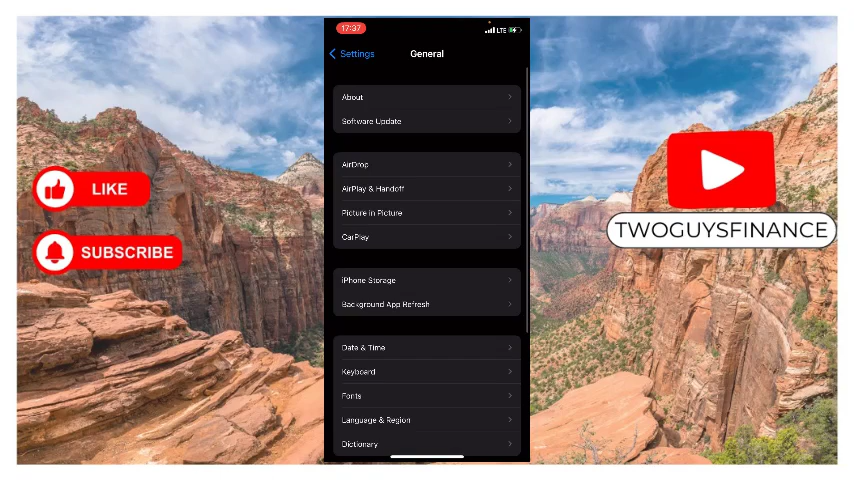 17:37
LTE
Settings
General
About
Software Update
AirDrop
AirPlay & Handoff
Picture in Picture
CarPlay
iPhone Storage
Background App Refresh
Date & Time
Keyboard
Fonts
Language & Region
Dictionary
LIKE
SUBSCRIBE
TWOGUYSFINANCE